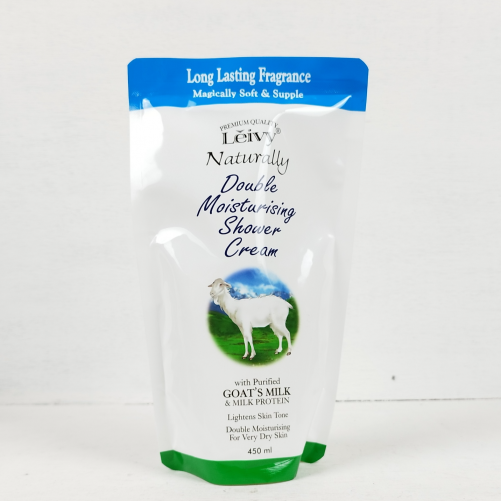 Long Lasting Fragrance
Magically Soft & Supple
PREMIUM QUALITY
Leivy®
Naturally
Double
Moisturising
Shower
Cream
with Purified
GOAT'S MILK
& MILK PROTEIN
Lightens Skin Tone
Double Moisturising
For Very Dry Skin
450 ml